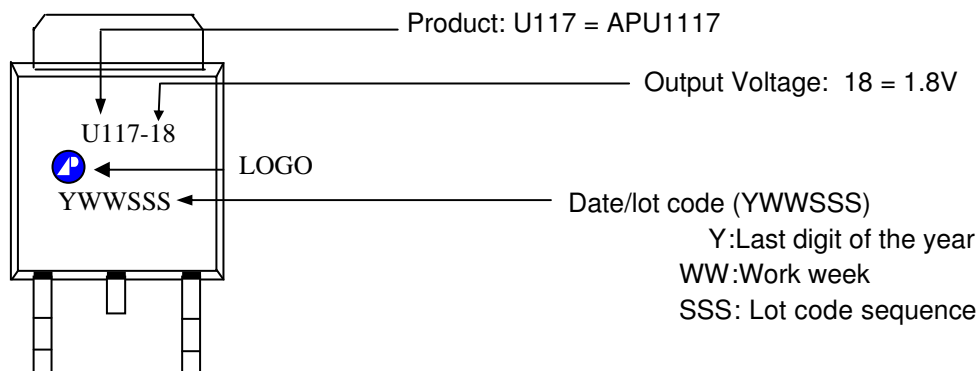 Product: U117 = APU1117
Output Voltage: 18 = 1.8V
U117-18
AP
LOGO
YWWSSS
Date/lot code (YWWSSS)
Y:Last digit of the year
WW:Work week
SSS: Lot code sequence